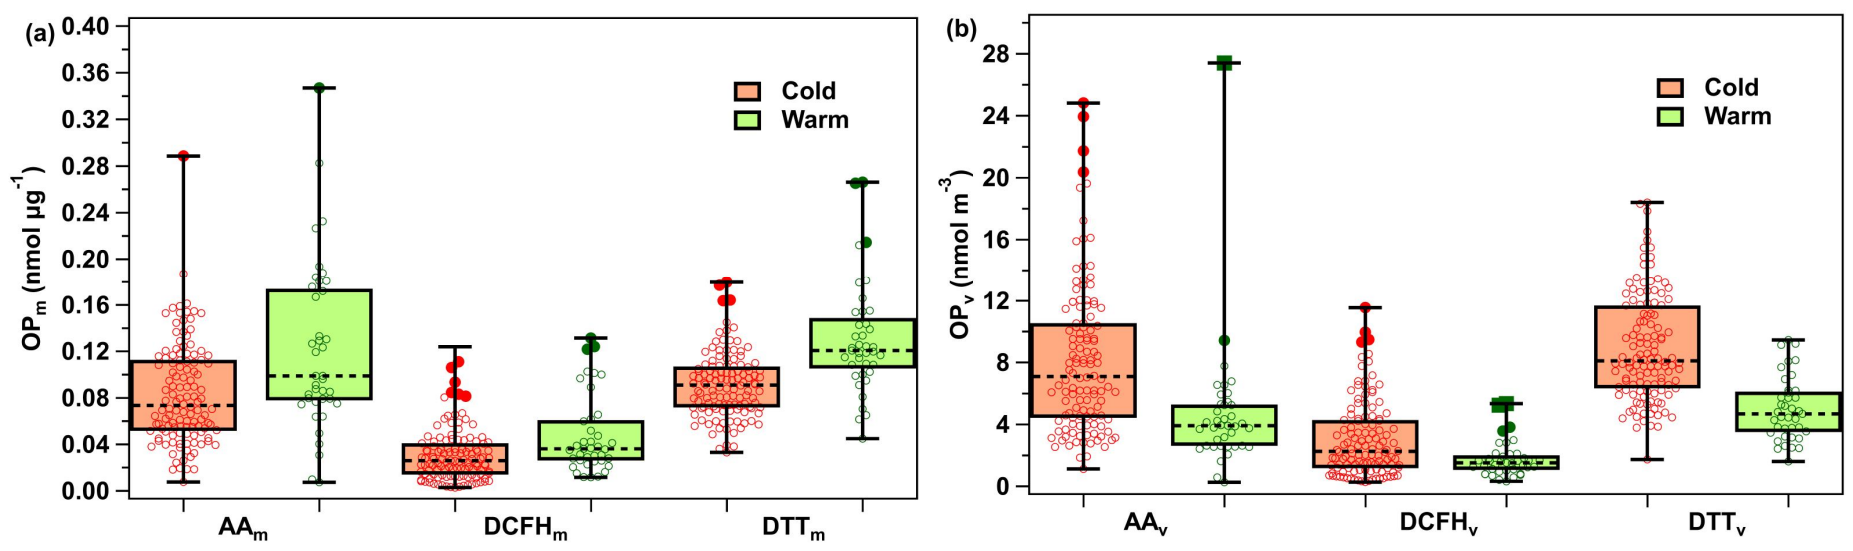 (a)
OPm (nmol µg-1)
0.40
0.36
0.32
0.28
0.24
0.20
0.16
0.12
0.08
0.04
0.00
Cold
Warm
AAm
DCFHm
DTTm
(b)
OPv (nmol m-3)
28
24
20
16
12
8
4
0
Cold
Warm
AAv
DCFHv
DTTv